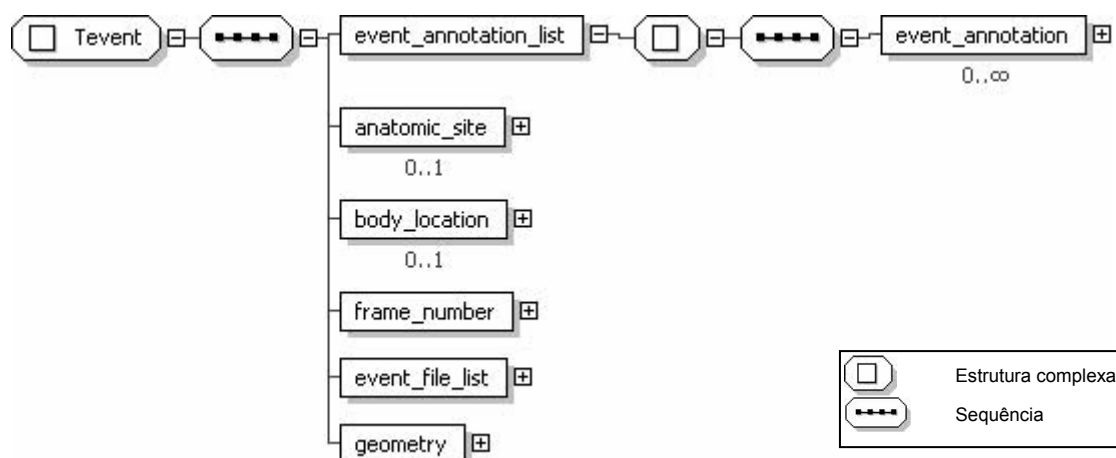 Tevent
event_annotation_list
event_annotation
0..∞
anatomic_site
0..1
body_location
0..1
frame_number
event_file_list
geometry
Estrutura complexa
Sequência